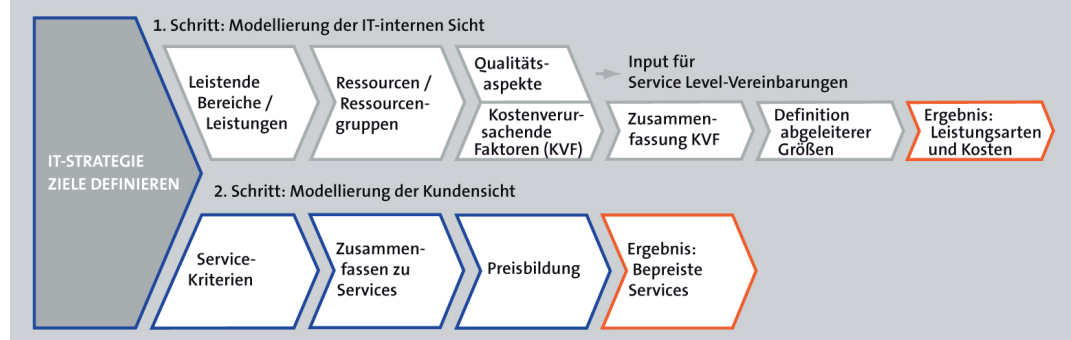 1. Schritt: Modellierung der IT-internen Sicht
Leistende
Bereiche /
Leistungen
Ressourcen /
Ressourcen-
gruppen
Qualitäts-
aspekte
Input für
Service Level-Vereinbarungen
Kostenverur-
sachende
Faktoren (KVF)
Zusammen-
fassung KVF
Definition
abgeleiterer
Größen
Ergebnis:
Leistungsarten
und Kosten
IT-STRATEGIE
ZIELE DEFINIEREN
2. Schritt: Modellierung der Kundensicht
Service-
Kriterien
Zusammen-
fassen zu
Services
Preisbildung
Ergebnis:
Bepreiste
Services